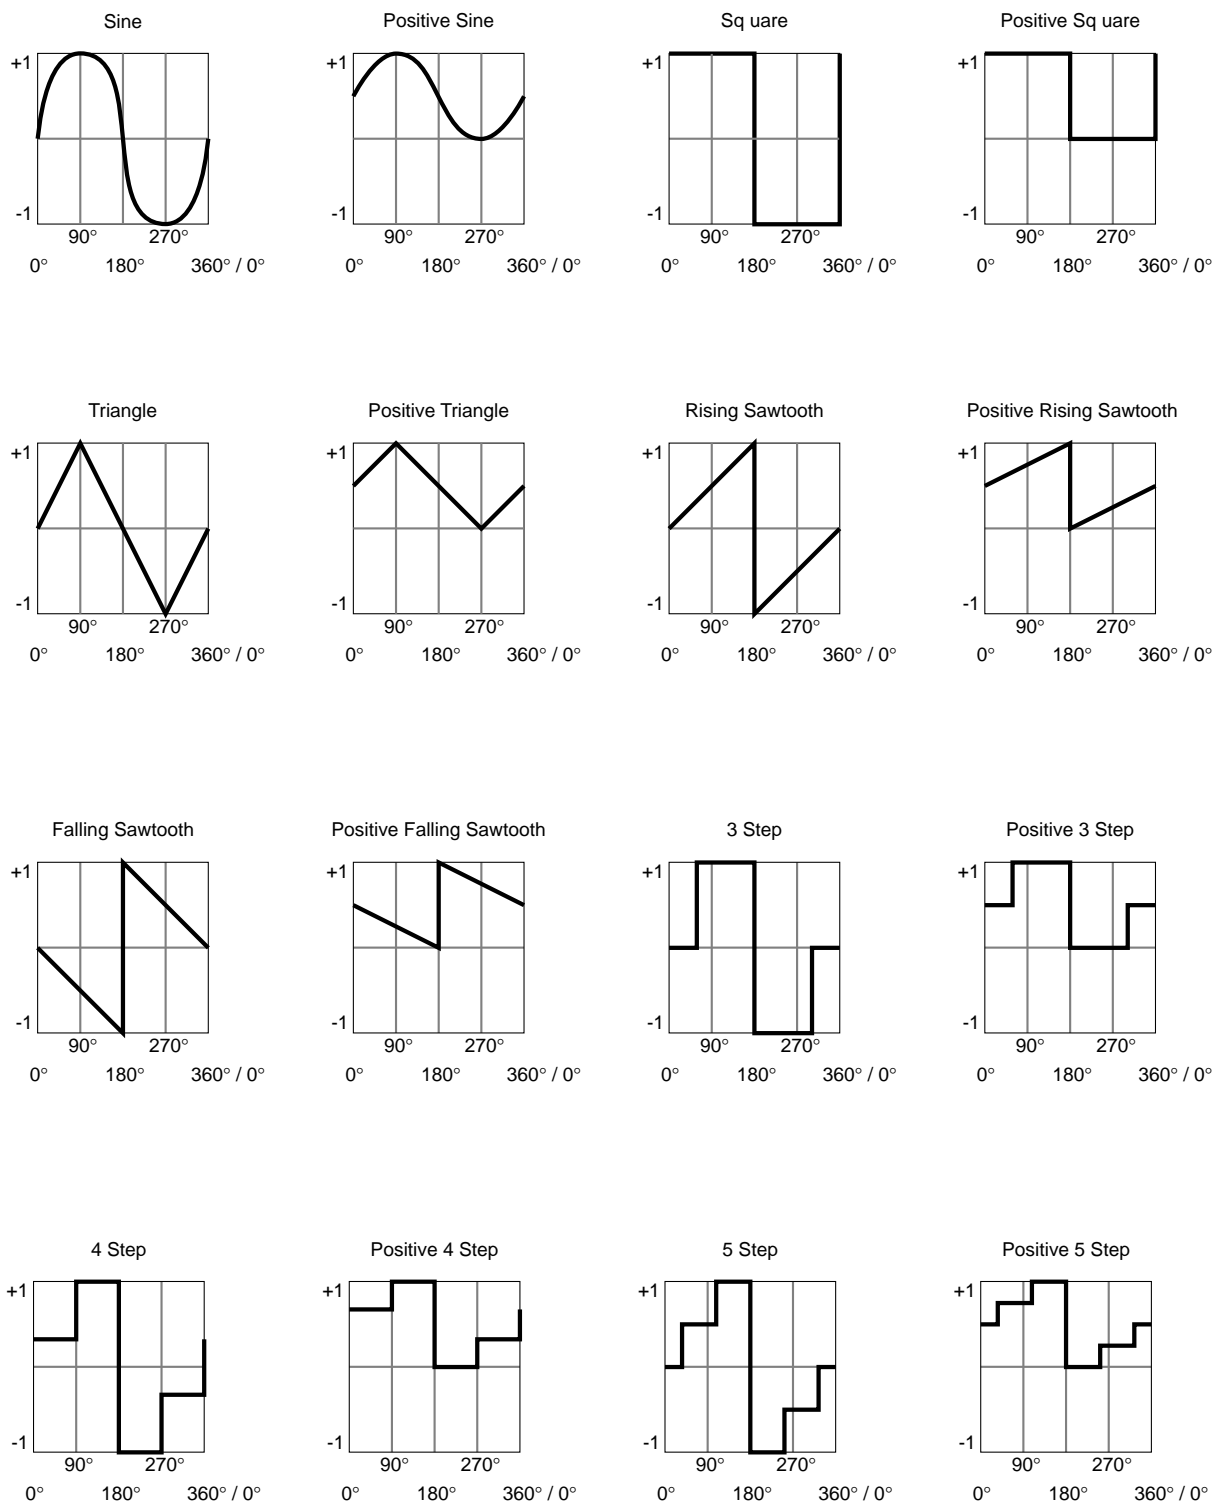 Sine Positive Sine Sq uare Positive Sq uare
+1 +1 +1 +1
-1 -1 -1 -1
90° 270° 90° 270° 90° 270° 90° 270°
0° 180° 360° / 0° 0° 180° 360° / 0° 0° 180° 360° / 0° 0° 180° 360° / 0°
Triangle Positive Triangle Rising Sawtooth Positive Rising Sawtooth
+1 +1 +1 +1
-1 -1 -1 -1
90° 270° 90° 270° 90° 270° 90° 270°
0° 180° 360° / 0° 0° 180° 360° / 0° 0° 180° 360° / 0° 0° 180° 360° / 0°
Falling Sawtooth Positive Falling Sawtooth 3 Step Positive 3 Step
+1 +1 +1 +1
-1 -1 -1 -1
90° 270° 90° 270° 90° 270° 90° 270°
0° 180° 360° / 0° 0° 180° 360° / 0° 0° 180° 360° / 0° 0° 180° 360° / 0°
4 Step Positive 4 Step 5 Step Positive 5 Step
+1 +1 +1 +1
-1 -1 -1 -1
90° 270° 90° 270° 90° 270° 90° 270°
0° 180° 360° / 0° 0° 180° 360° / 0° 0° 180° 360° / 0° 0° 180° 360° / 0°